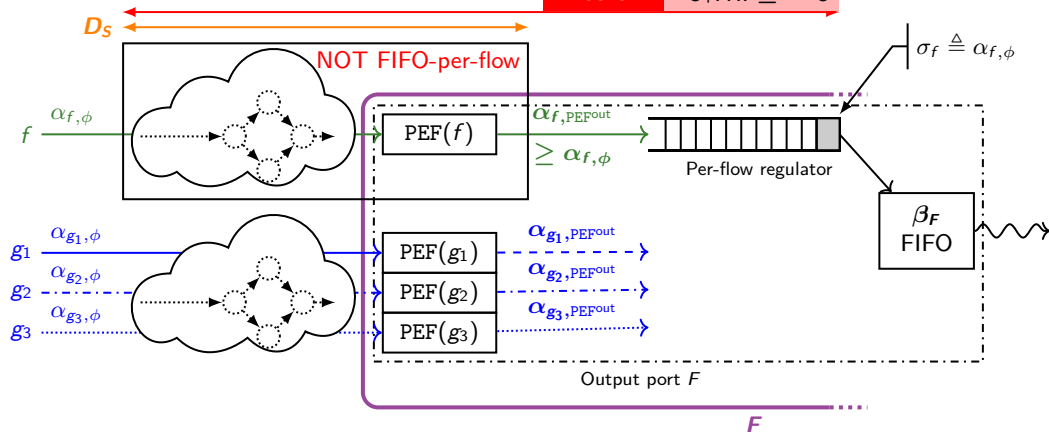 D_S
NOT FIFO-per-flow
σ_f ≜ α_{f,ϕ}
f
α_{f,ϕ}
PEF(f)
α_{f,PEF^out}
≥ α_{f,ϕ}
Per-flow regulator
β_F
FIFO
g_1
α_{g_1,ϕ}
PEF(g_1)
α_{g_1,PEF^out}
g_2
α_{g_2,ϕ}
PEF(g_2)
α_{g_2,PEF^out}
g_3
α_{g_3,ϕ}
PEF(g_3)
α_{g_3,PEF^out}
Output port F
F